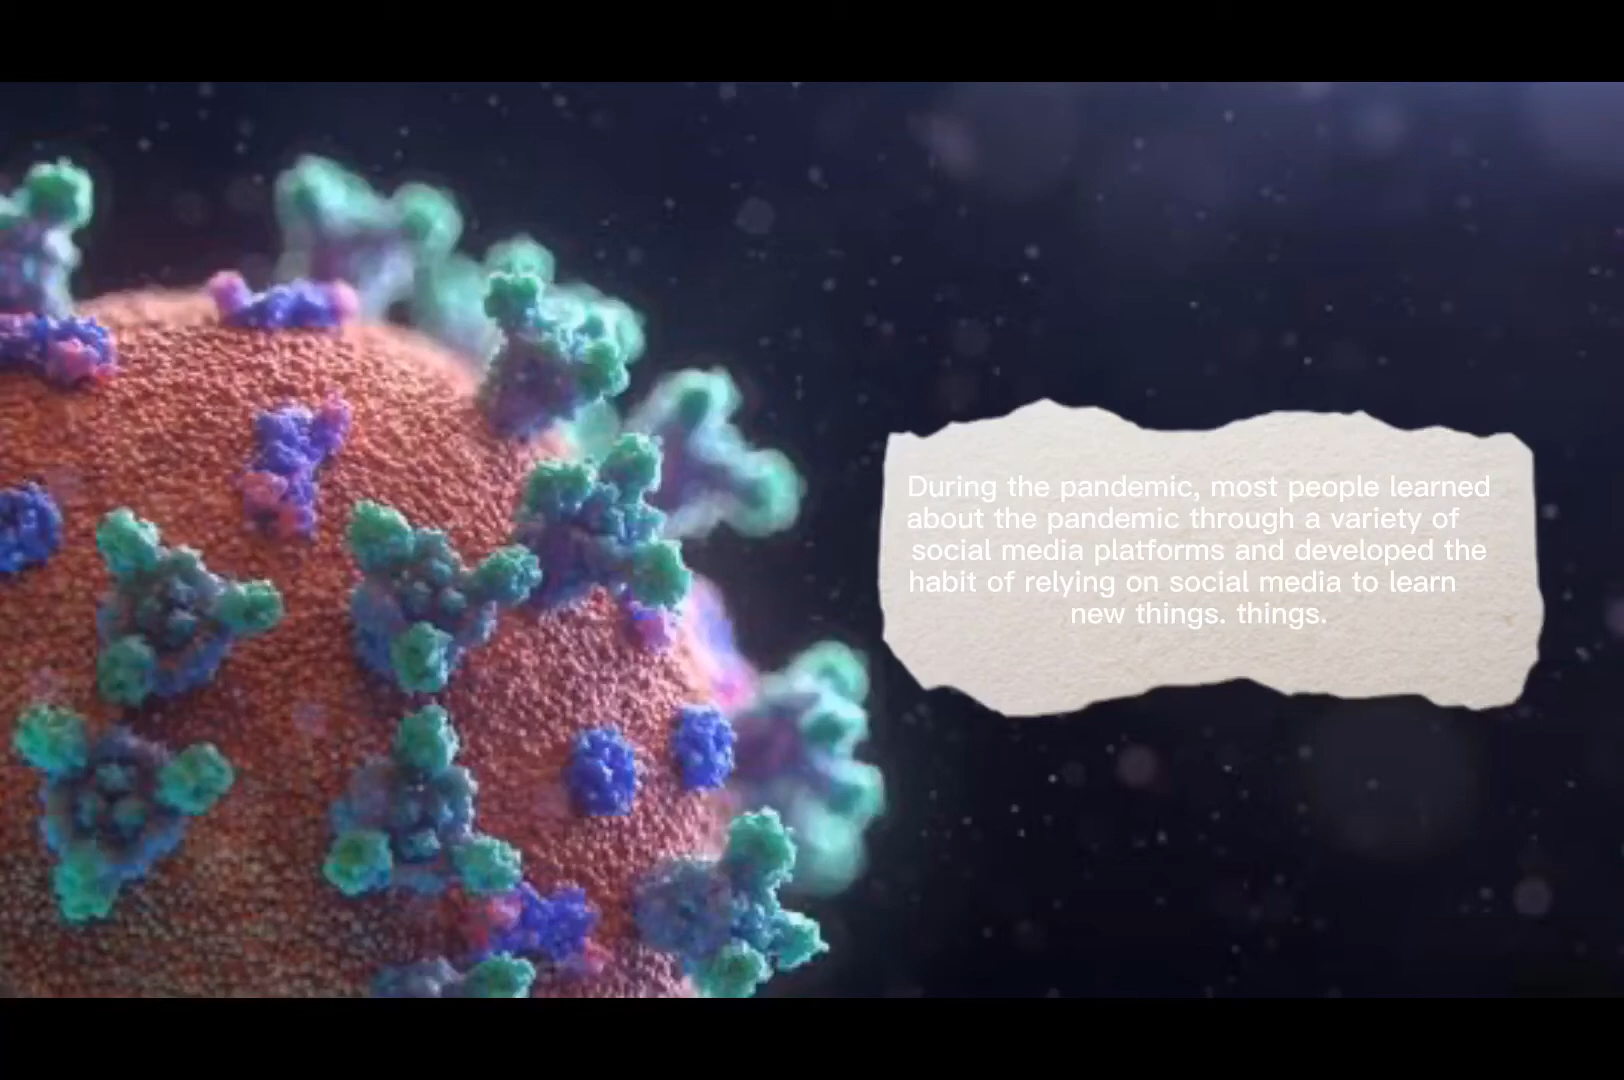 During the pandemic, most people learned
about the pandemic through a variety of
social media platforms and developed the
habit of relying on social media to learn
new things. things.